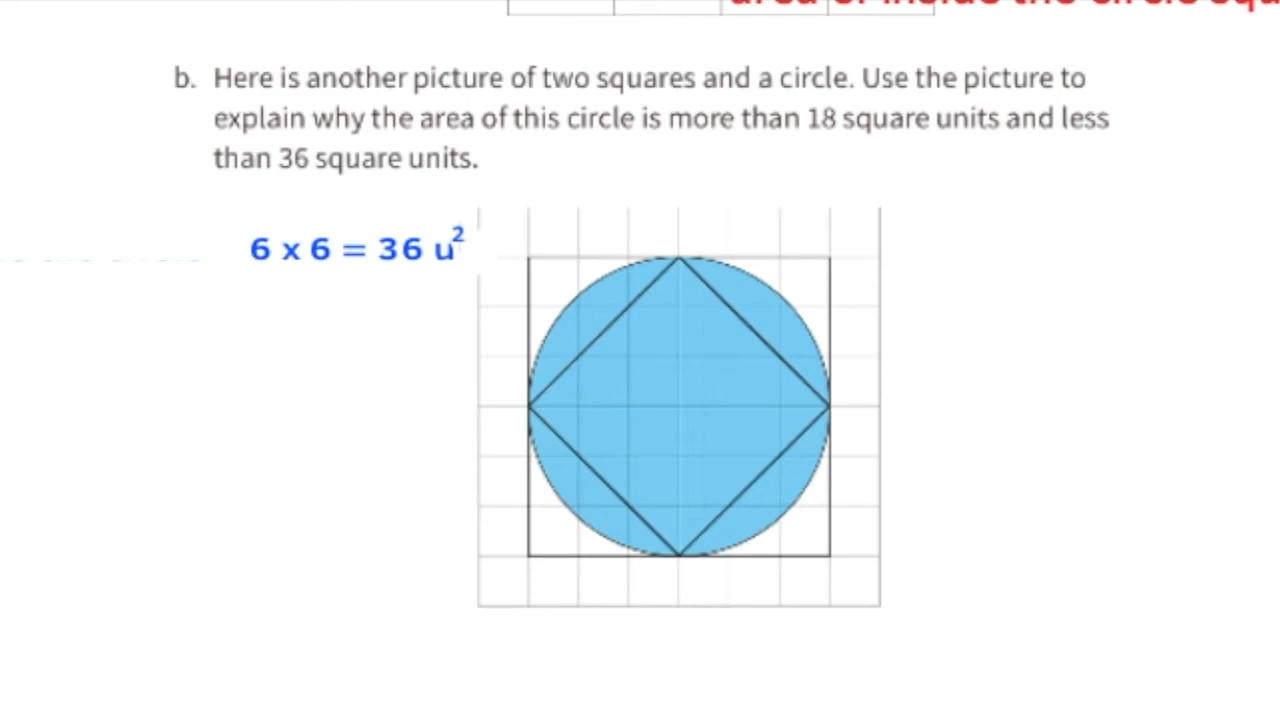 b. Here is another picture of two squares and a circle. Use the picture to
explain why the area of this circle is more than 18 square units and less
than 36 square units.
6 x 6 = 36 u²